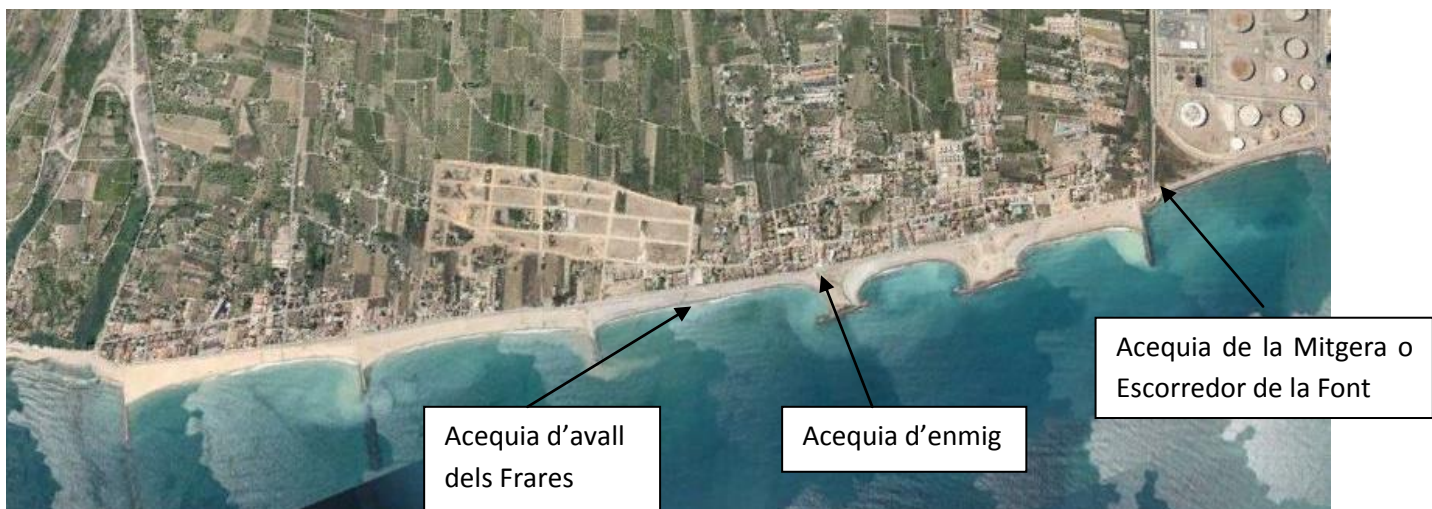 Acequia d’avall
dels Frares
Acequia d’enmig
Acequia de la Mitgera o
Escorredor de la Font